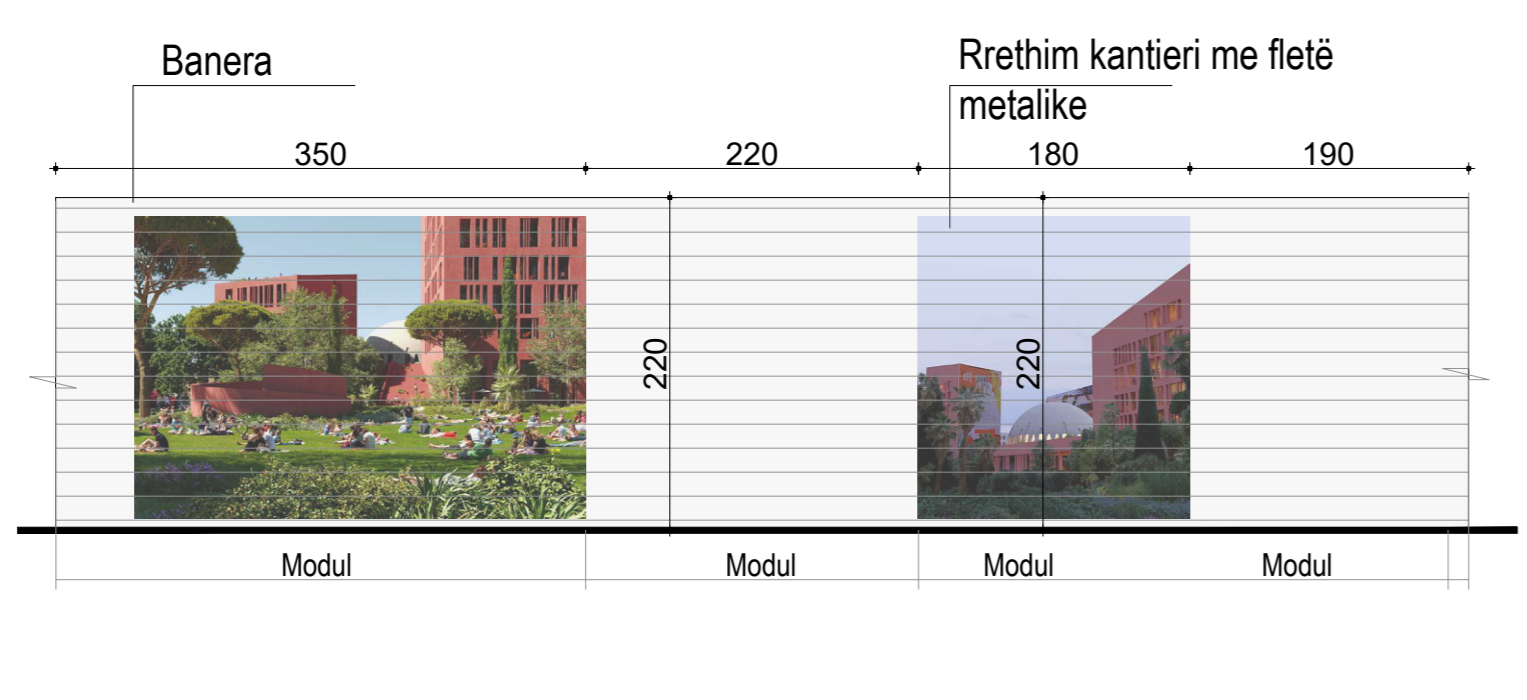 Banera
Rrethim kantieri me fletë
metalike
350
220
180
190
220
220
Modul
Modul
Modul
Modul